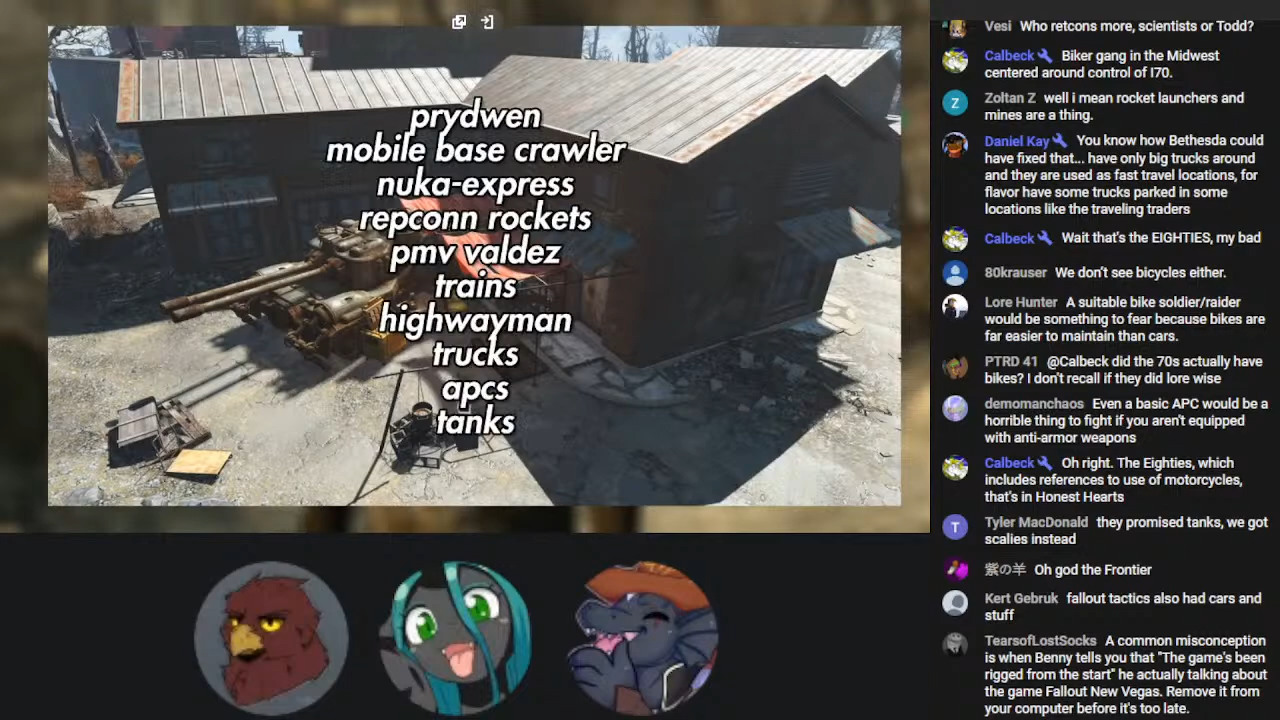 prydwen
mobile base crawler
nuka-express
repconn rockets
pmv valdez
trains
highwayman
trucks
apcs
tanks
Vesi Who retcons more, scientists or Todd?
Calbeck Biker gang in the Midwest
centered around control of I70.
Z
Zoltan Z well i mean rocket launchers and
mines are a thing.
Daniel Kay You know how Bethesda could
have fixed that... have only big trucks around
and they are used as fast travel locations, for
flavor have some trucks parked in some
locations like the traveling traders
Calbeck Wait that's the EIGHTIES, my bad
80krauser We don't see bicycles either.
Lore Hunter A suitable bike soldier/raider
would be something to fear because bikes are
far easier to maintain than cars.
PTRD 41 @Calbeck did the 70s actually have
bikes? I don't recall if they did lore wise
demomanchaos Even a basic APC would be a
horrible thing to fight if you aren't equipped
with anti-armor weapons
Calbeck Oh right. The Eighties, which
includes references to use of motorcycles,
that's in Honest Hearts
T
Tyler MacDonald they promised tanks, we got
scalies instead
紫の羊 Oh god the Frontier
Kert Gebruk fallout tactics also had cars and
stuff
TearsofLostSocks A common misconception
is when Benny tells you that "The game's been
rigged from the start" he actually talking about
the game Fallout New Vegas. Remove it from
your computer before it's too late.